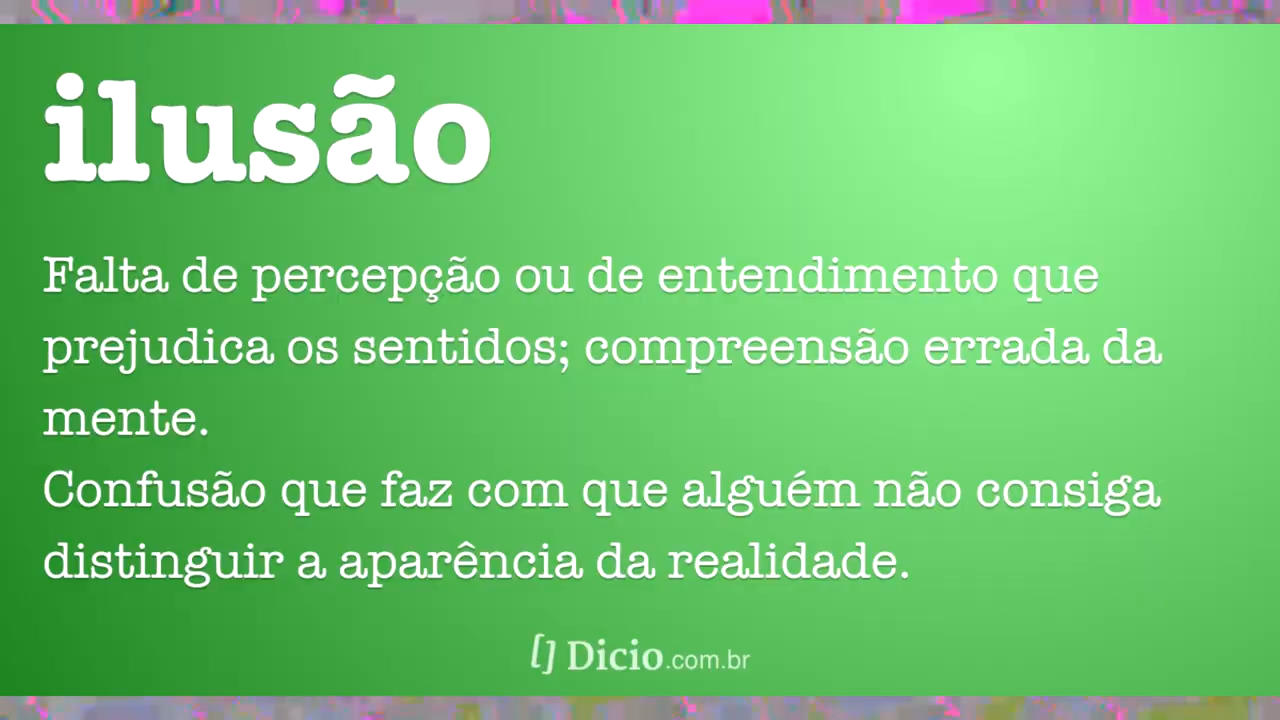 ilusão
Falta de percepção ou de entendimento que
prejudica os sentidos; compreensão errada da
mente.
Confusão que faz com que alguém não consiga
distinguir a aparência da realidade.
Dicio.com.br